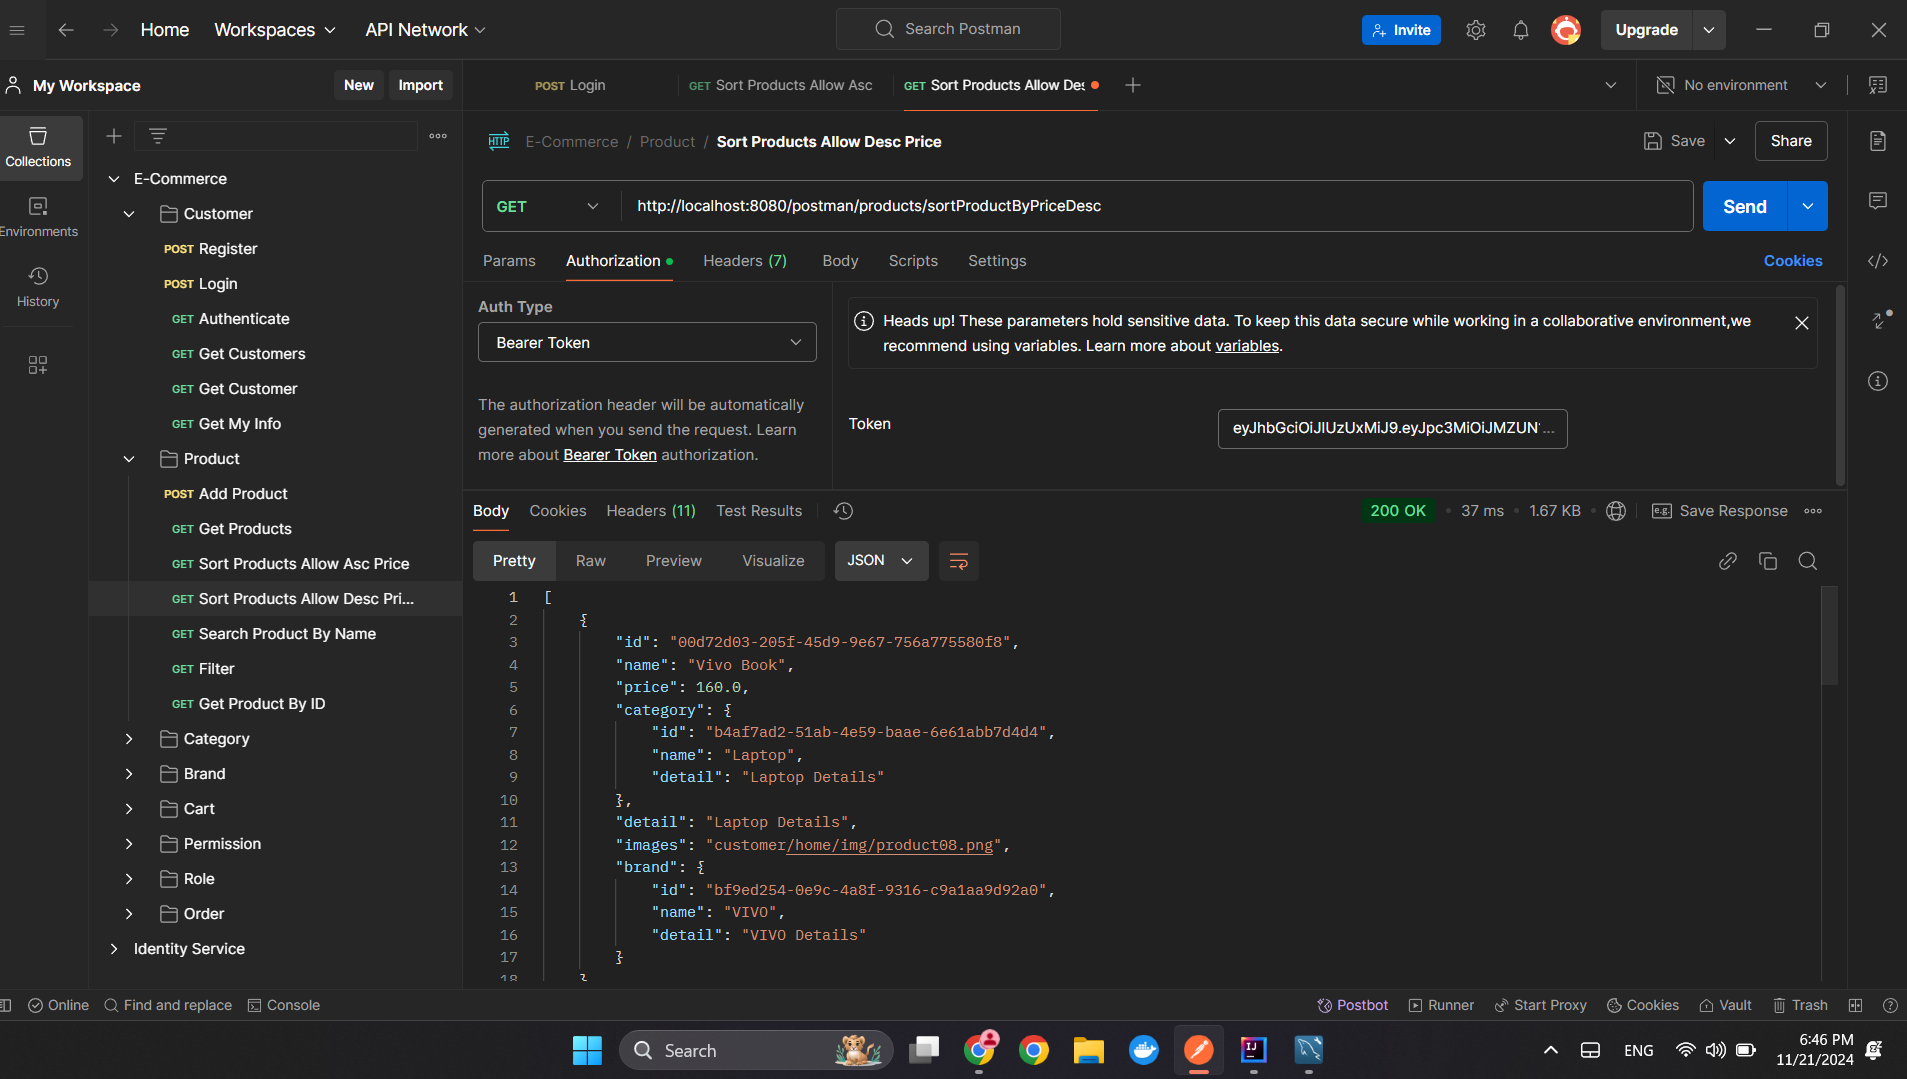 Home
Workspaces
API Network
Search Postman
Invite
Upgrade
My Workspace
New
Import
POST Login
GET Sort Products Allow Asc
GET Sort Products Allow Des
No environment
Collections
Environments
History
E-Commerce
Customer
POST Register
POST Login
GET Authenticate
GET Get Customers
GET Get Customer
GET Get My Info
Product
POST Add Product
GET Get Products
GET Sort Products Allow Asc Price
GET Sort Products Allow Desc Pri...
GET Search Product By Name
GET Filter
GET Get Product By ID
Category
Brand
Cart
Permission
Role
Order
Identity Service
HTTP E-Commerce / Product / Sort Products Allow Desc Price
Save
Share
GET http://localhost:8080/postman/products/sortProductByPriceDesc
Send
Params Authorization Headers (7) Body Scripts Settings
Cookies
Auth Type
Bearer Token
The authorization header will be automatically
generated when you send the request. Learn
more about Bearer Token authorization.
Heads up! These parameters hold sensitive data. To keep this data secure while working in a collaborative environment,we
recommend using variables. Learn more about variables.
Token
eyJhbGciOiJIUzUxMiJ9.eyJpc3MiOiJMZUN ...
Body Cookies Headers (11) Test Results
200 OK • 37 ms • 1.67 KB
e.g. Save Response
Pretty Raw Preview Visualize JSON
1 [
2 {
3 "id": "00d72d03-205f-45d9-9e67-756a775580f8",
4 "name": "Vivo Book",
5 "price": 160.0,
6 "category": {
7 "id": "b4af7ad2-51ab-4e59-baae-6e61abb7d4d4",
8 "name": "Laptop",
9 "detail": "Laptop Details"
10 },
11 "detail": "Laptop Details",
12 "images": "customer/home/img/product08.png",
13 "brand": {
14 "id": "bf9ed254-0e9c-4a8f-9316-c9a1aa9d92a0",
15 "name": "VIVO",
16 "detail": "VIVO Details"
17 }
18 }
Online Find and replace Console
Postbot Runner Start Proxy Cookies Vault Trash
Search
IJ
ENG
6:46 PM
11/21/2024